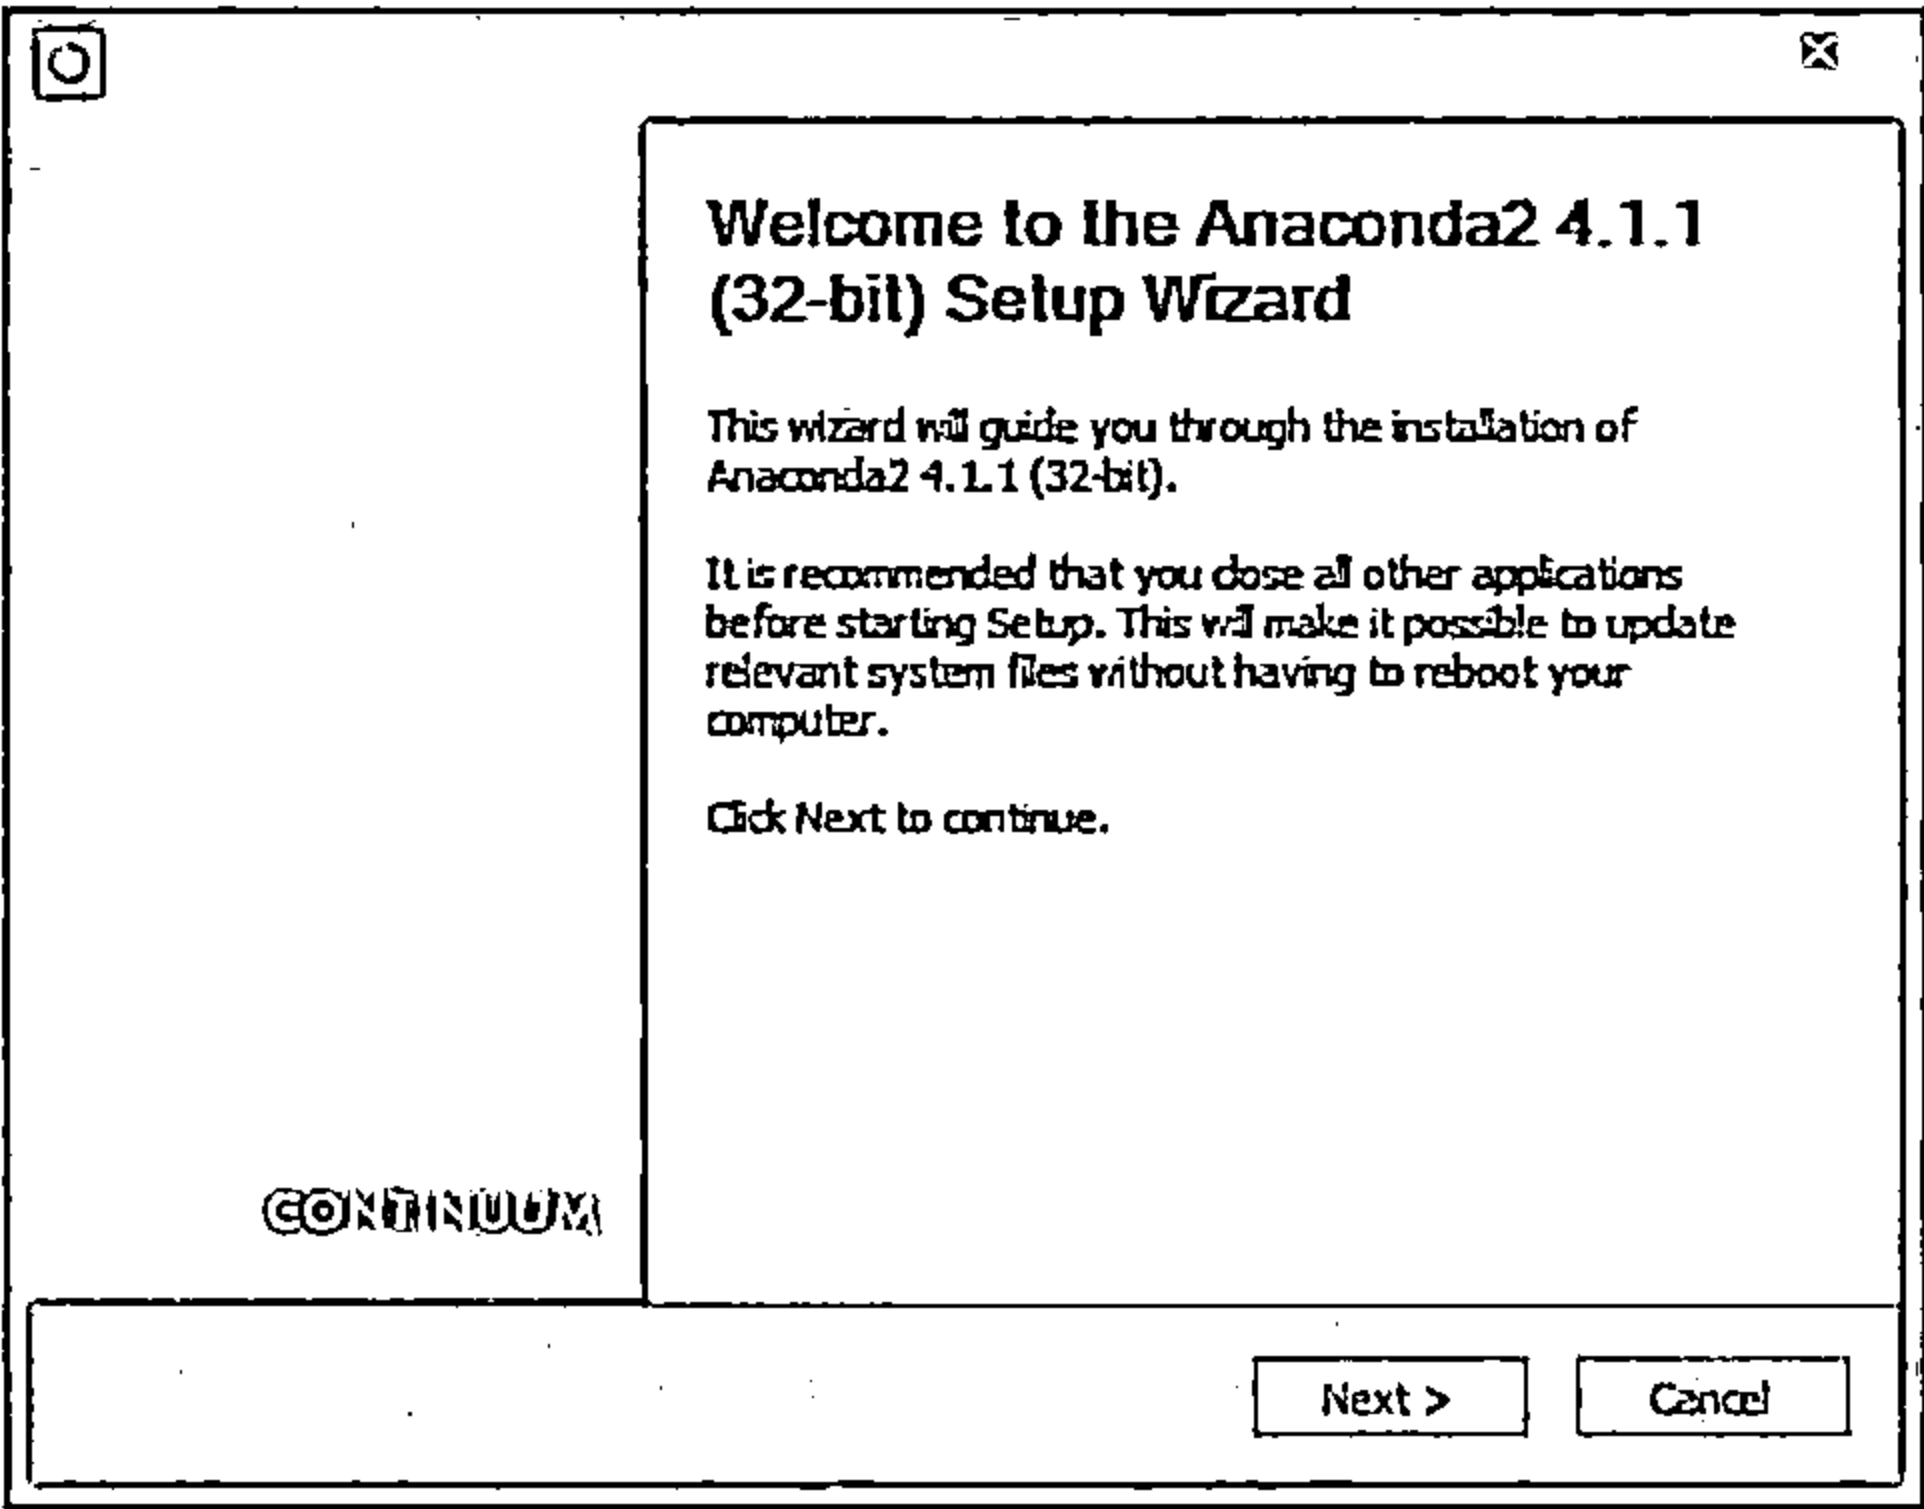 Welcome to the Anaconda2 4.1.1
(32-bit) Setup Wizard
This wizard will guide you through the installation of
Anaconda2 4.1.1 (32-bit).
It is recommended that you close all other applications
before starting Setup. This will make it possible to update
relevant system files without having to reboot your
computer.
Click Next to continue.
CONTINUUM
Next >
Cancel